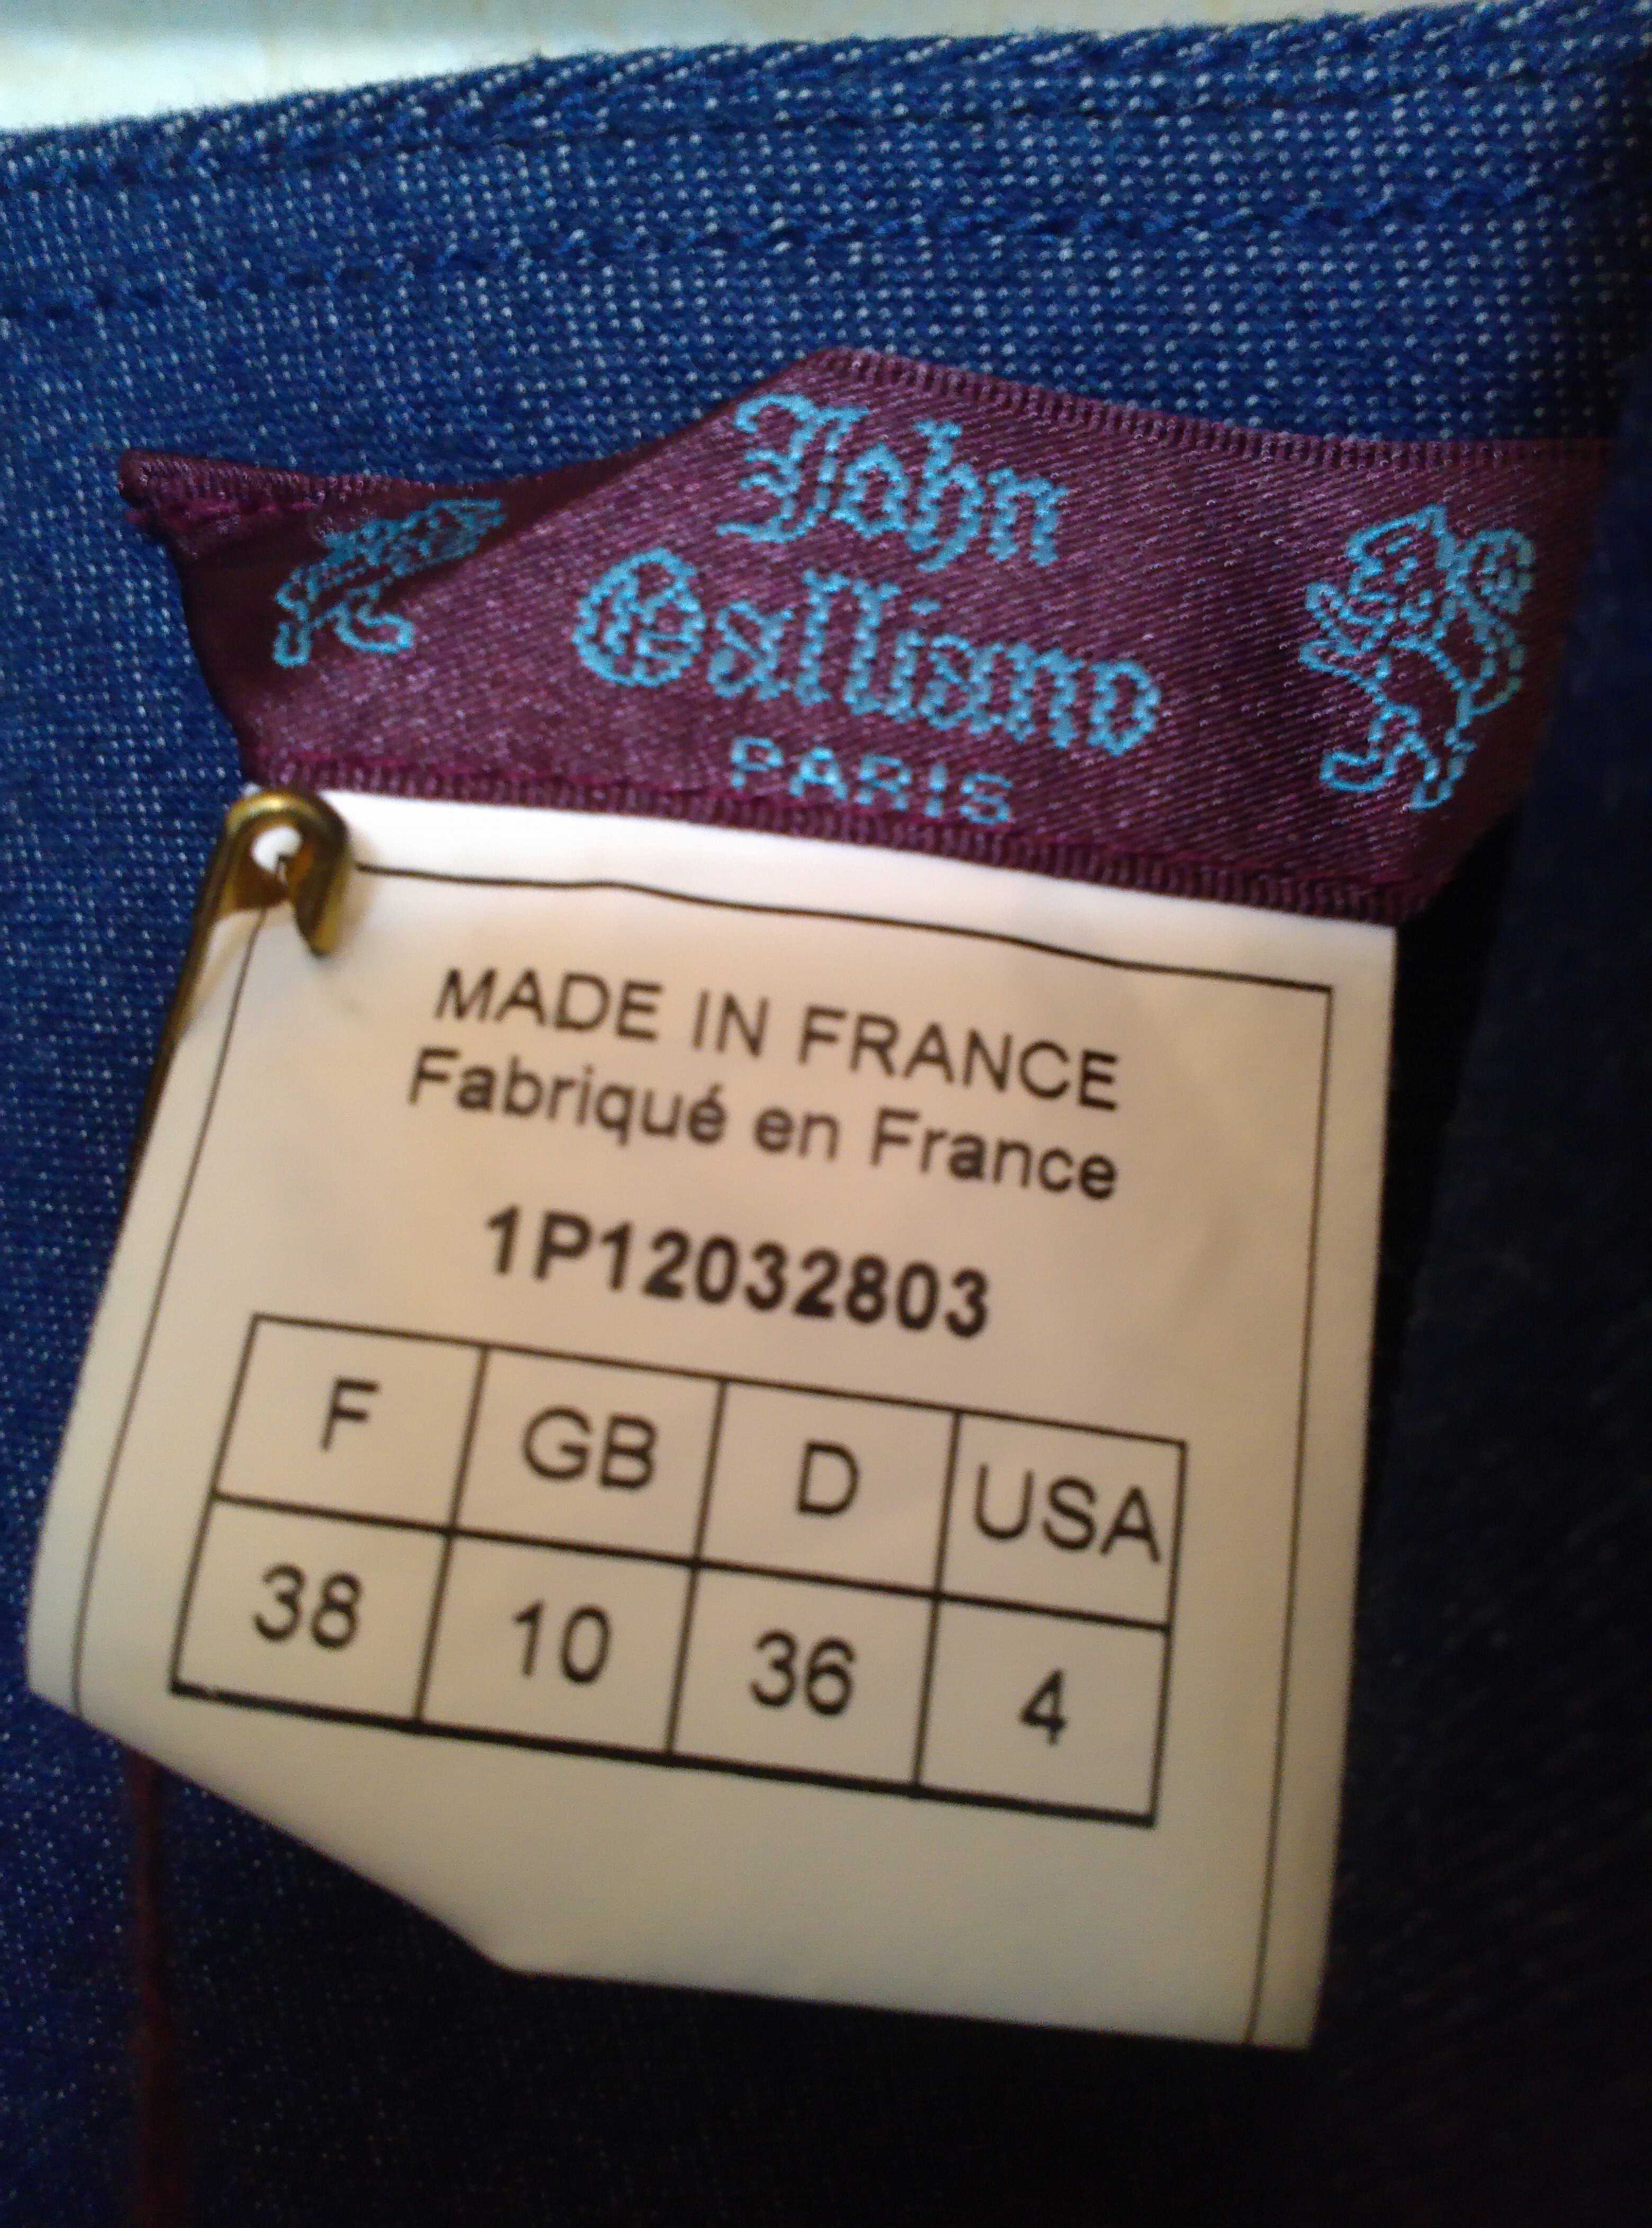 John
Galliano
PARIS
MADE IN FRANCE
Fabriqué en France
1P12032803
F GB D USA
38 10 36 4